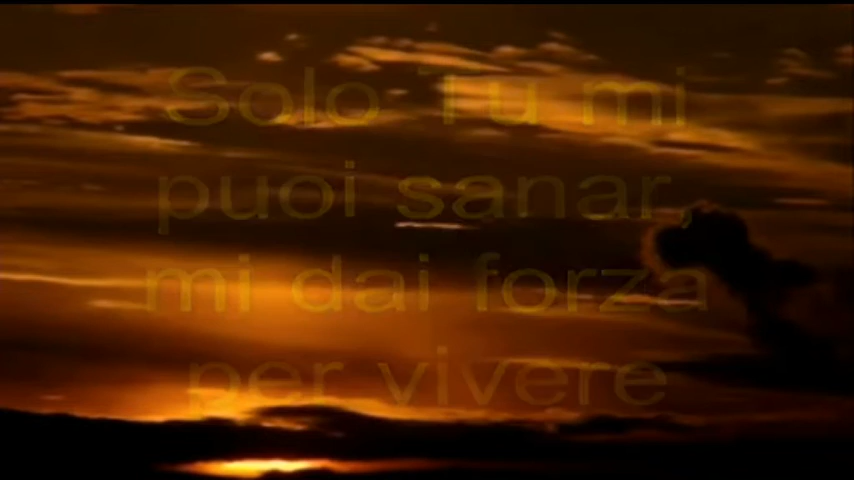 Solo Tu mi
puoi sanar,
mi dai forza
per vivere